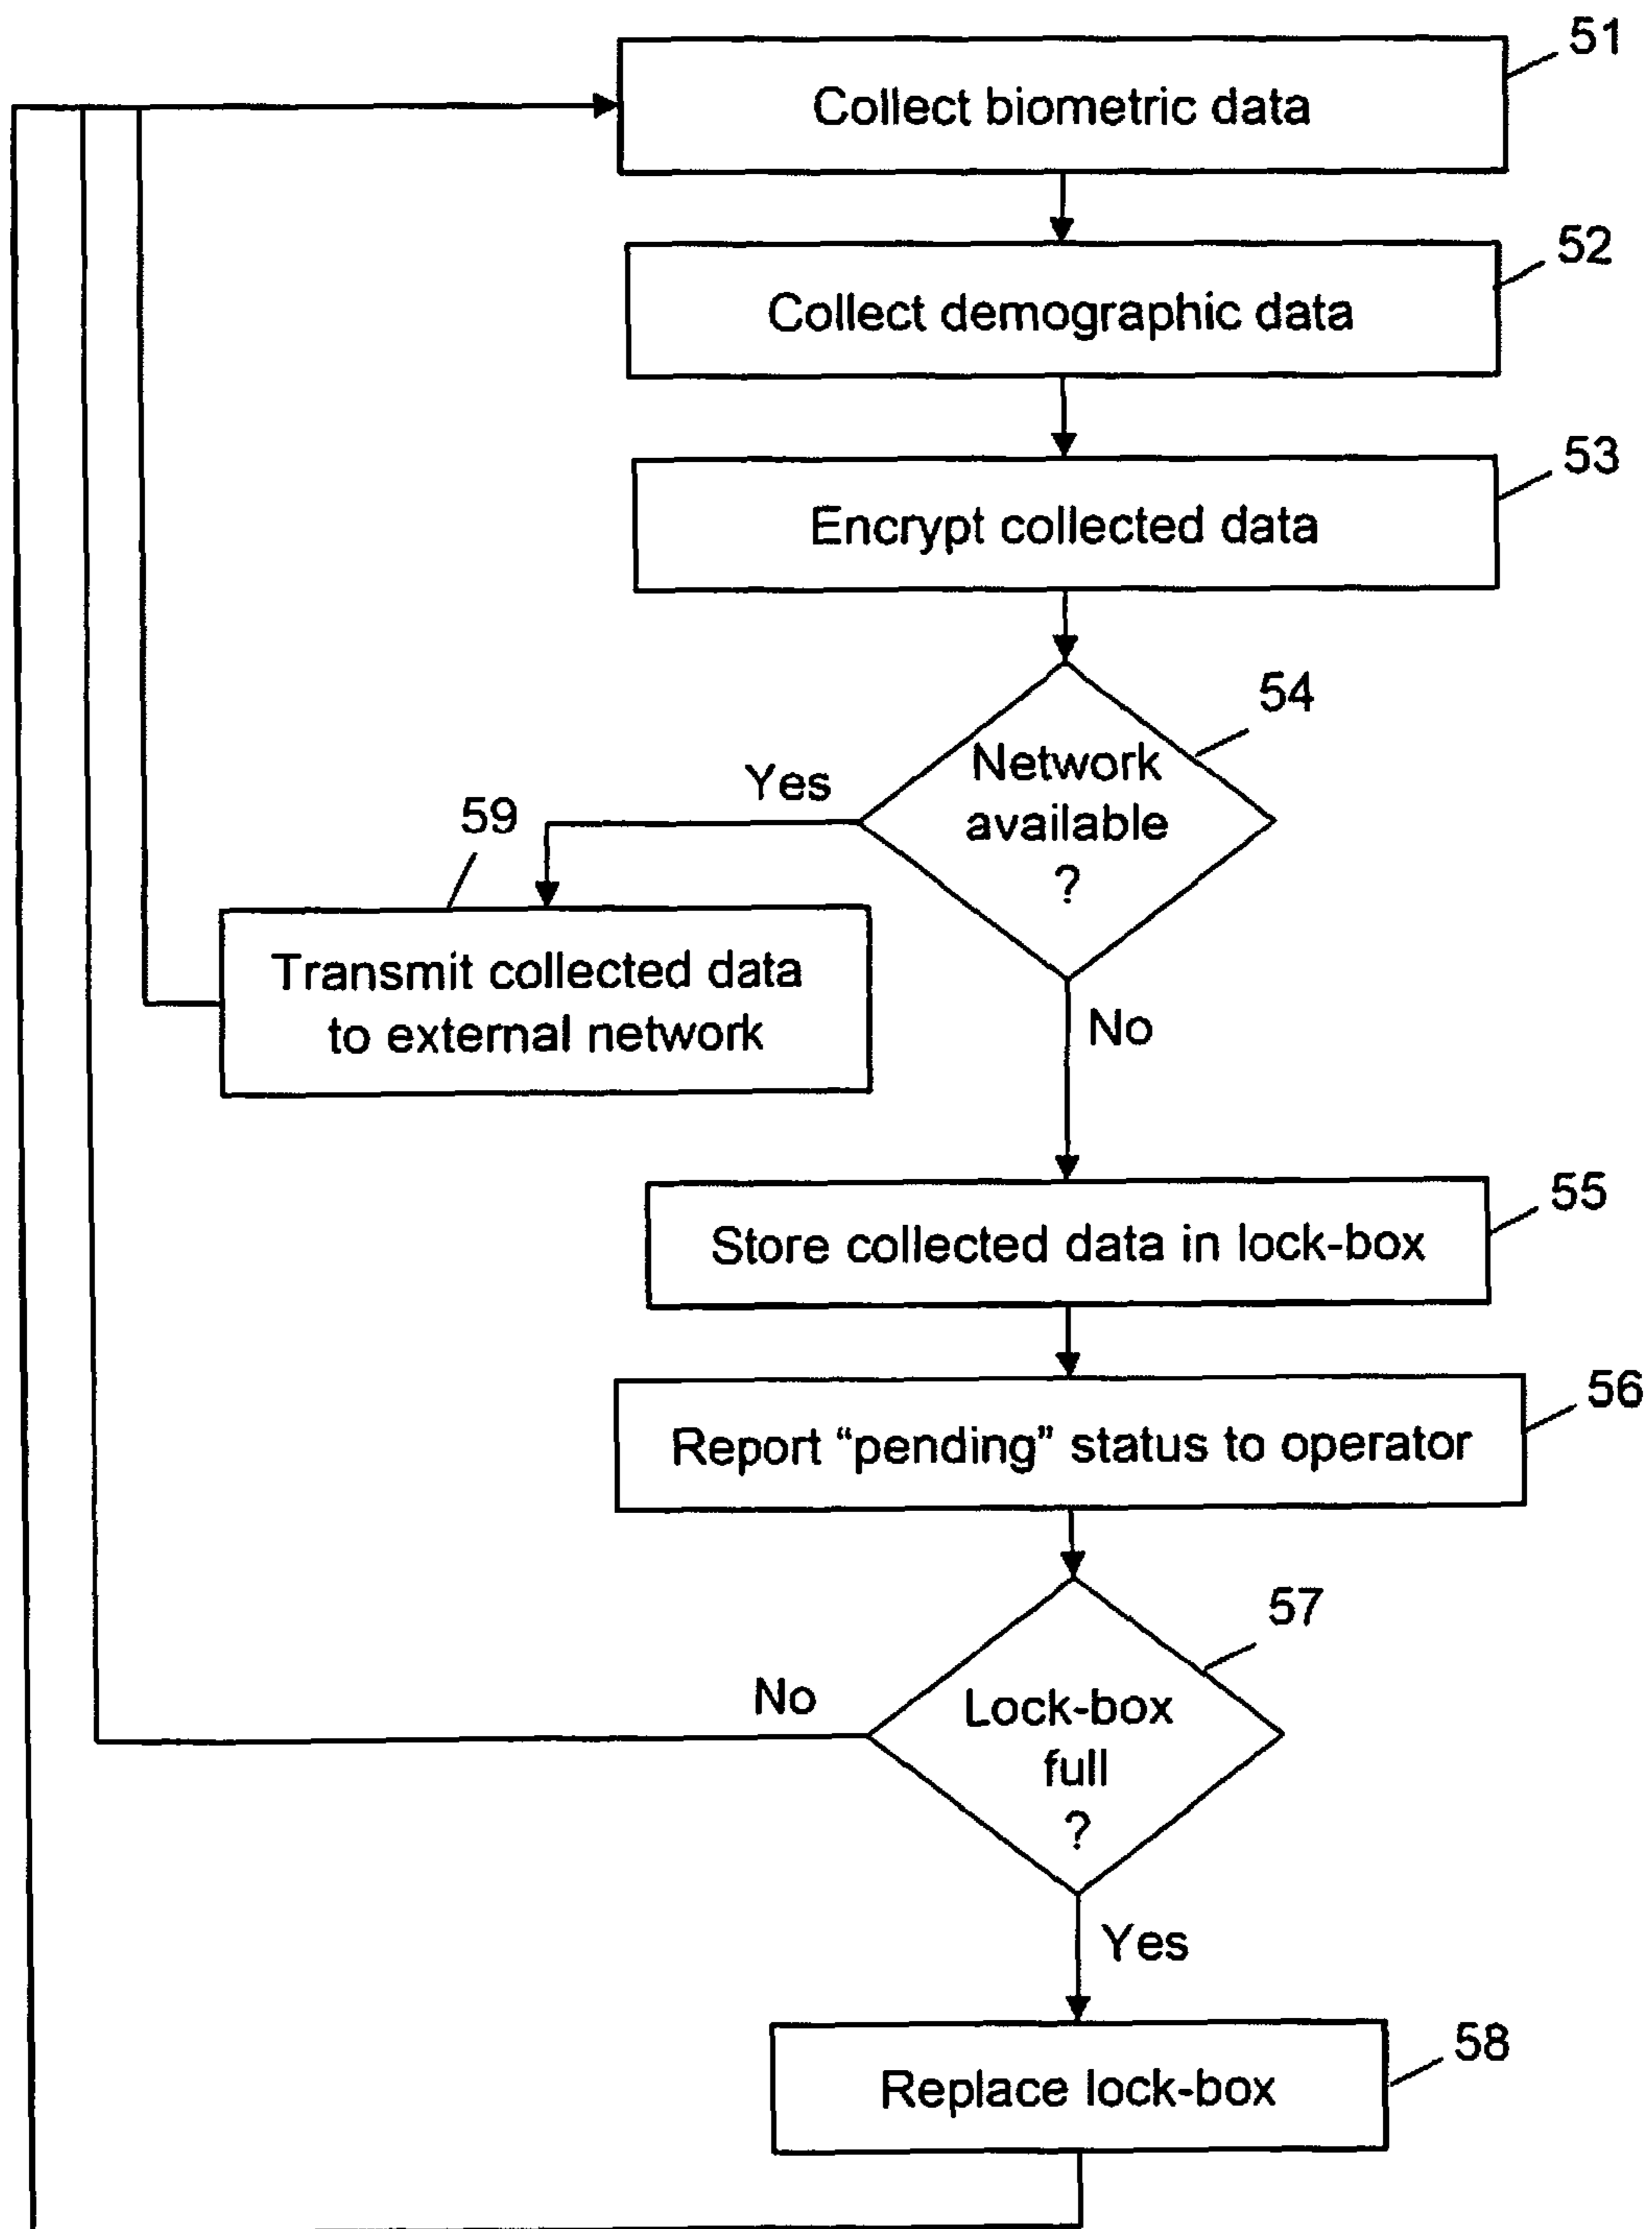 51
Collect biometric data
52
Collect demographic data
53
Encrypt collected data
54
Network
available
?
Yes
59
Transmit collected data
to external network
No
55
Store collected data in lock-box
56
Report “pending” status to operator
57
No
Lock-box
full
?
Yes
58
Replace lock-box